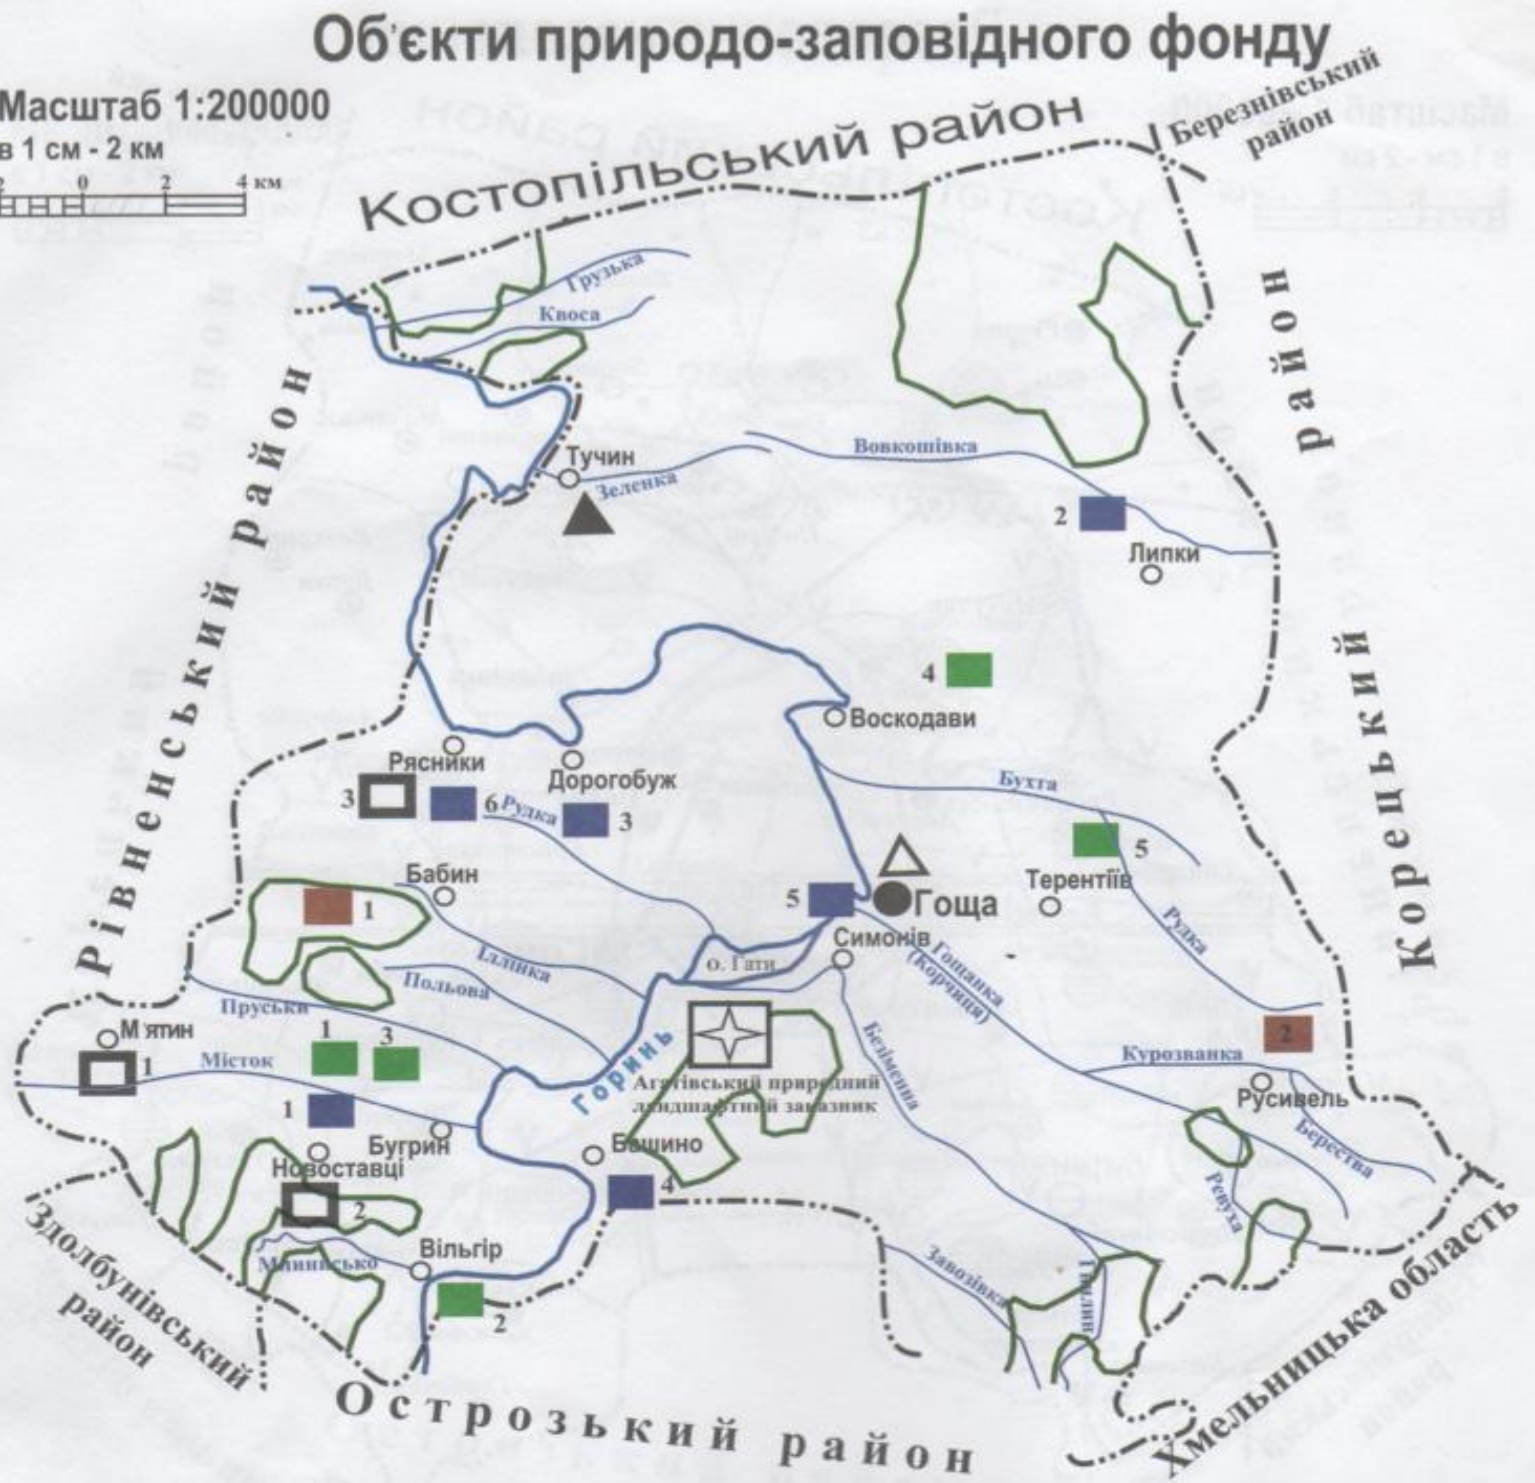 Об'єкти природо-заповідного фонду
Масштаб 1:200000
в 1 см - 2 км
2 0 2 4 км
Костопільський район
Березнівський
район
Грузька
Квоса
Рівненський район
Корецький район
Тучин
Зеленка
Вовкошівка
2
Липки
4
Воскодави
Рясники
Дорогобуж
3
6
Рудка
3
Бухта
5
Терентіїв
Бабин
1
5
Гоща
Симонів
о. Гати
Іллінка
Польова
Пруськи
Гощанка
(Корчиця)
Рудка
М'ятин
1
1
3
Місток
Горинь
Агатівський природний
ландшафтний заказник
Безіменна
2
Курозванка
Русивель
Берества
1
Бугрин
Новоставці
2
Башино
4
Ревуха
Вільгір
2
Завозівка
Здолбунівський
район
Острозький район
Хмельницька область